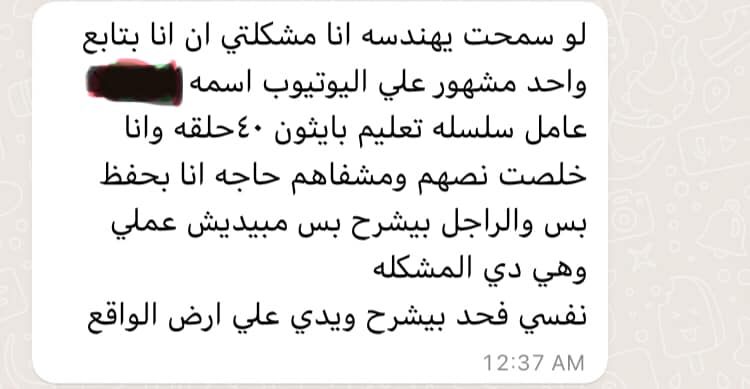 لو سمحت يهندسه انا مشكلتي ان انا بتابع
واحد مشهور علي اليوتيوب اسمه
عامل سلسله تعليم بايثون ٤٠حلقه وانا
خلصت نصهم ومشفاهم حاجه انا بحفظ
بس والراجل بيشرح بس مبيديش عملي
وهي دي المشكله
نفسي فحد بيشرح ويدي علي ارض الواقع
12:37 AM